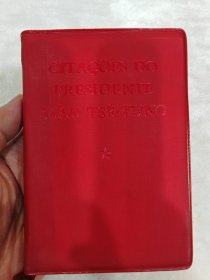 CITAÇÕES DO
PRESIDENTE
MAO TSETUNG